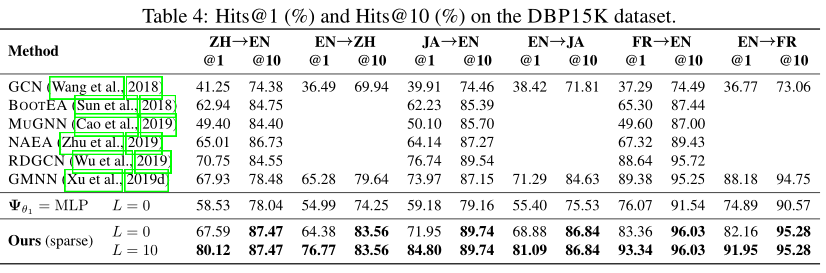 Table 4: Hits@1 (%) and Hits@10 (%) on the DBP15K dataset.
Method ZH→EN EN→ZH JA→EN EN→JA FR→EN EN→FR
@1 @10 @1 @10 @1 @10 @1 @10 @1 @10 @1 @10
GCN (Wang et al., 2018) 41.25 74.38 36.49 69.94 39.91 74.46 38.42 71.81 37.29 74.49 36.77 73.06
BOOTEA (Sun et al., 2018) 62.94 84.75 62.23 85.39 65.30 87.44
MUGNN (Cao et al., 2019) 49.40 84.40 50.10 85.70 49.60 87.00
NAEA (Zhu et al., 2019) 65.01 86.73 64.14 87.27 67.32 89.43
RDGCN (Wu et al., 2019) 70.75 84.55 76.74 89.54 88.64 95.72
GMNN (Xu et al., 2019d) 67.93 78.48 65.28 79.64 73.97 87.15 71.29 84.63 89.38 95.25 88.18 94.75
Ψθ1 = MLP L = 0 58.53 78.04 54.99 74.25 59.18 79.16 55.40 75.53 76.07 91.54 74.89 90.57
Ours (sparse) L = 0 67.59 87.47 64.38 83.56 71.95 89.74 68.88 86.84 83.36 96.03 82.16 95.28
L = 10 80.12 87.47 76.77 83.56 84.80 89.74 81.09 86.84 93.34 96.03 91.95 95.28